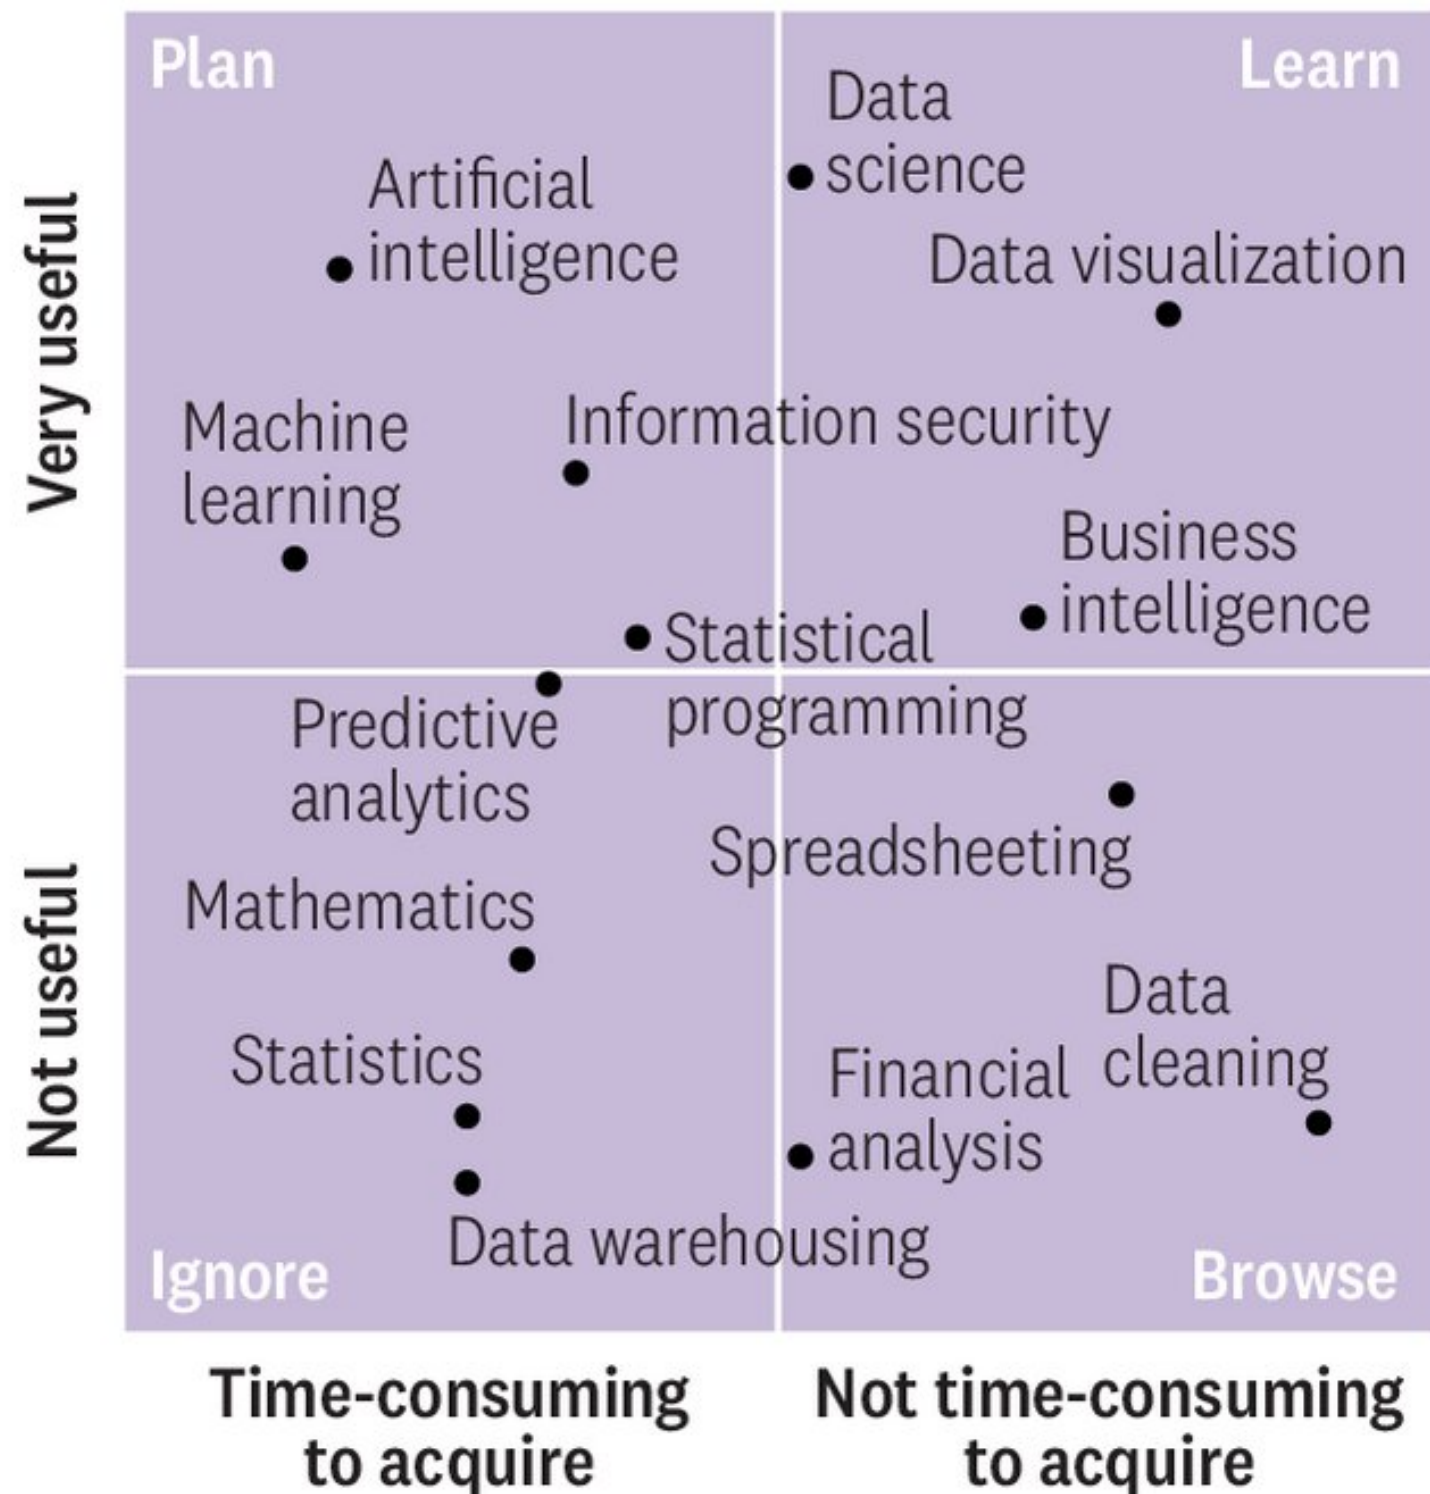 Plan
Learn
Data
science
Artificial
intelligence
Data visualization
Machine
learning
Information security
Business
intelligence
Statistical
programming
Predictive
analytics
Spreadsheeting
Mathematics
Data
cleaning
Statistics
Financial
analysis
Data warehousing
Ignore
Browse
Very useful
Not useful
Time-consuming
to acquire
Not time-consuming
to acquire